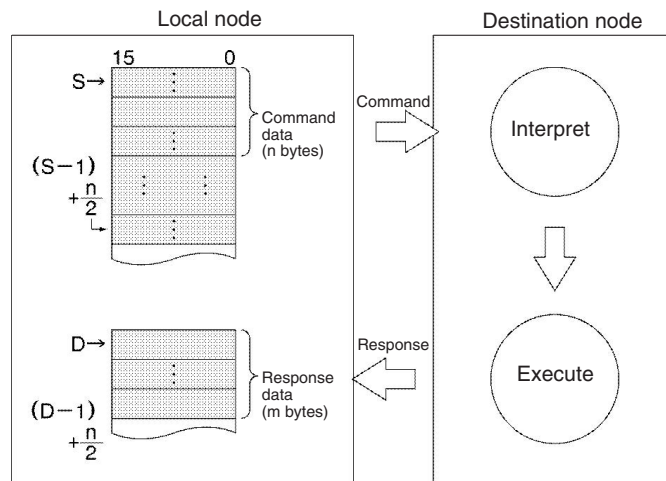 Local node
Destination node
15 0
S→
Command
data
(n bytes)
(S−1)
+ n/2
Command
Interpret
D→
Response
data
(m bytes)
(D−1)
+ n/2
Response
Execute